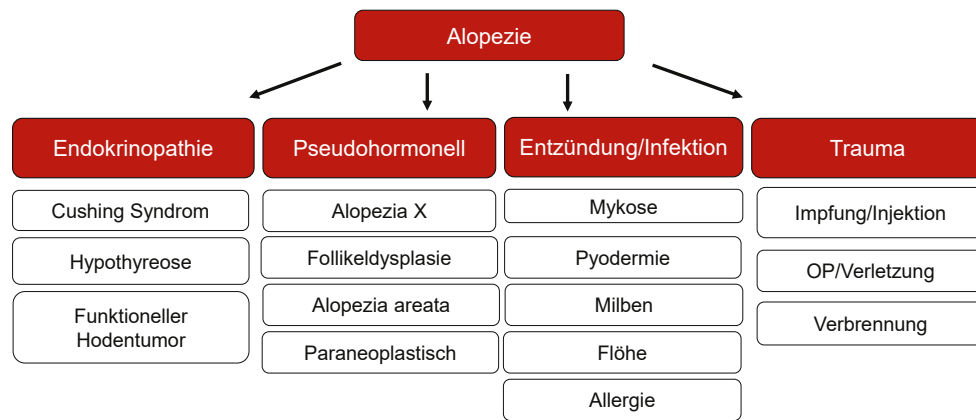 Alopezie
Endokrinopathie
Cushing Syndrom
Hypothyreose
Funktioneller
Hodentumor
Pseudohormonell
Alopezia X
Follikeldysplasie
Alopezia areata
Paraneoplastisch
Entzündung/Infektion
Mykose
Pyodermie
Milben
Flöhe
Allergie
Trauma
Impfung/Injektion
OP/Verletzung
Verbrennung